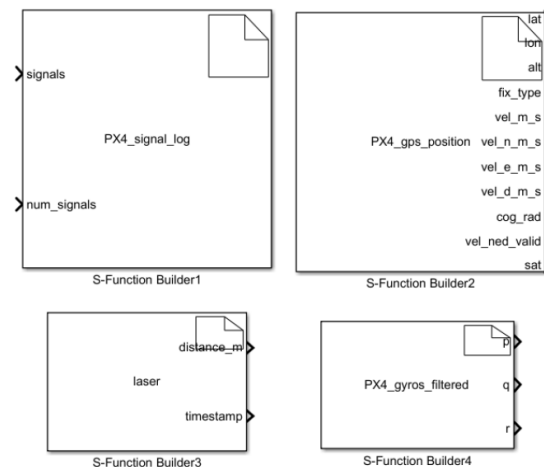 signals
PX4_signal_log
num_signals
S-Function Builder1
lat
lon
alt
fix_type
vel_m_s
PX4_gps_position
vel_n_m_s
vel_e_m_s
vel_d_m_s
cog_rad
vel_ned_valid
sat
S-Function Builder2
distance_m
laser
timestamp
S-Function Builder3
p
PX4_gyros_filtered
q
r
S-Function Builder4